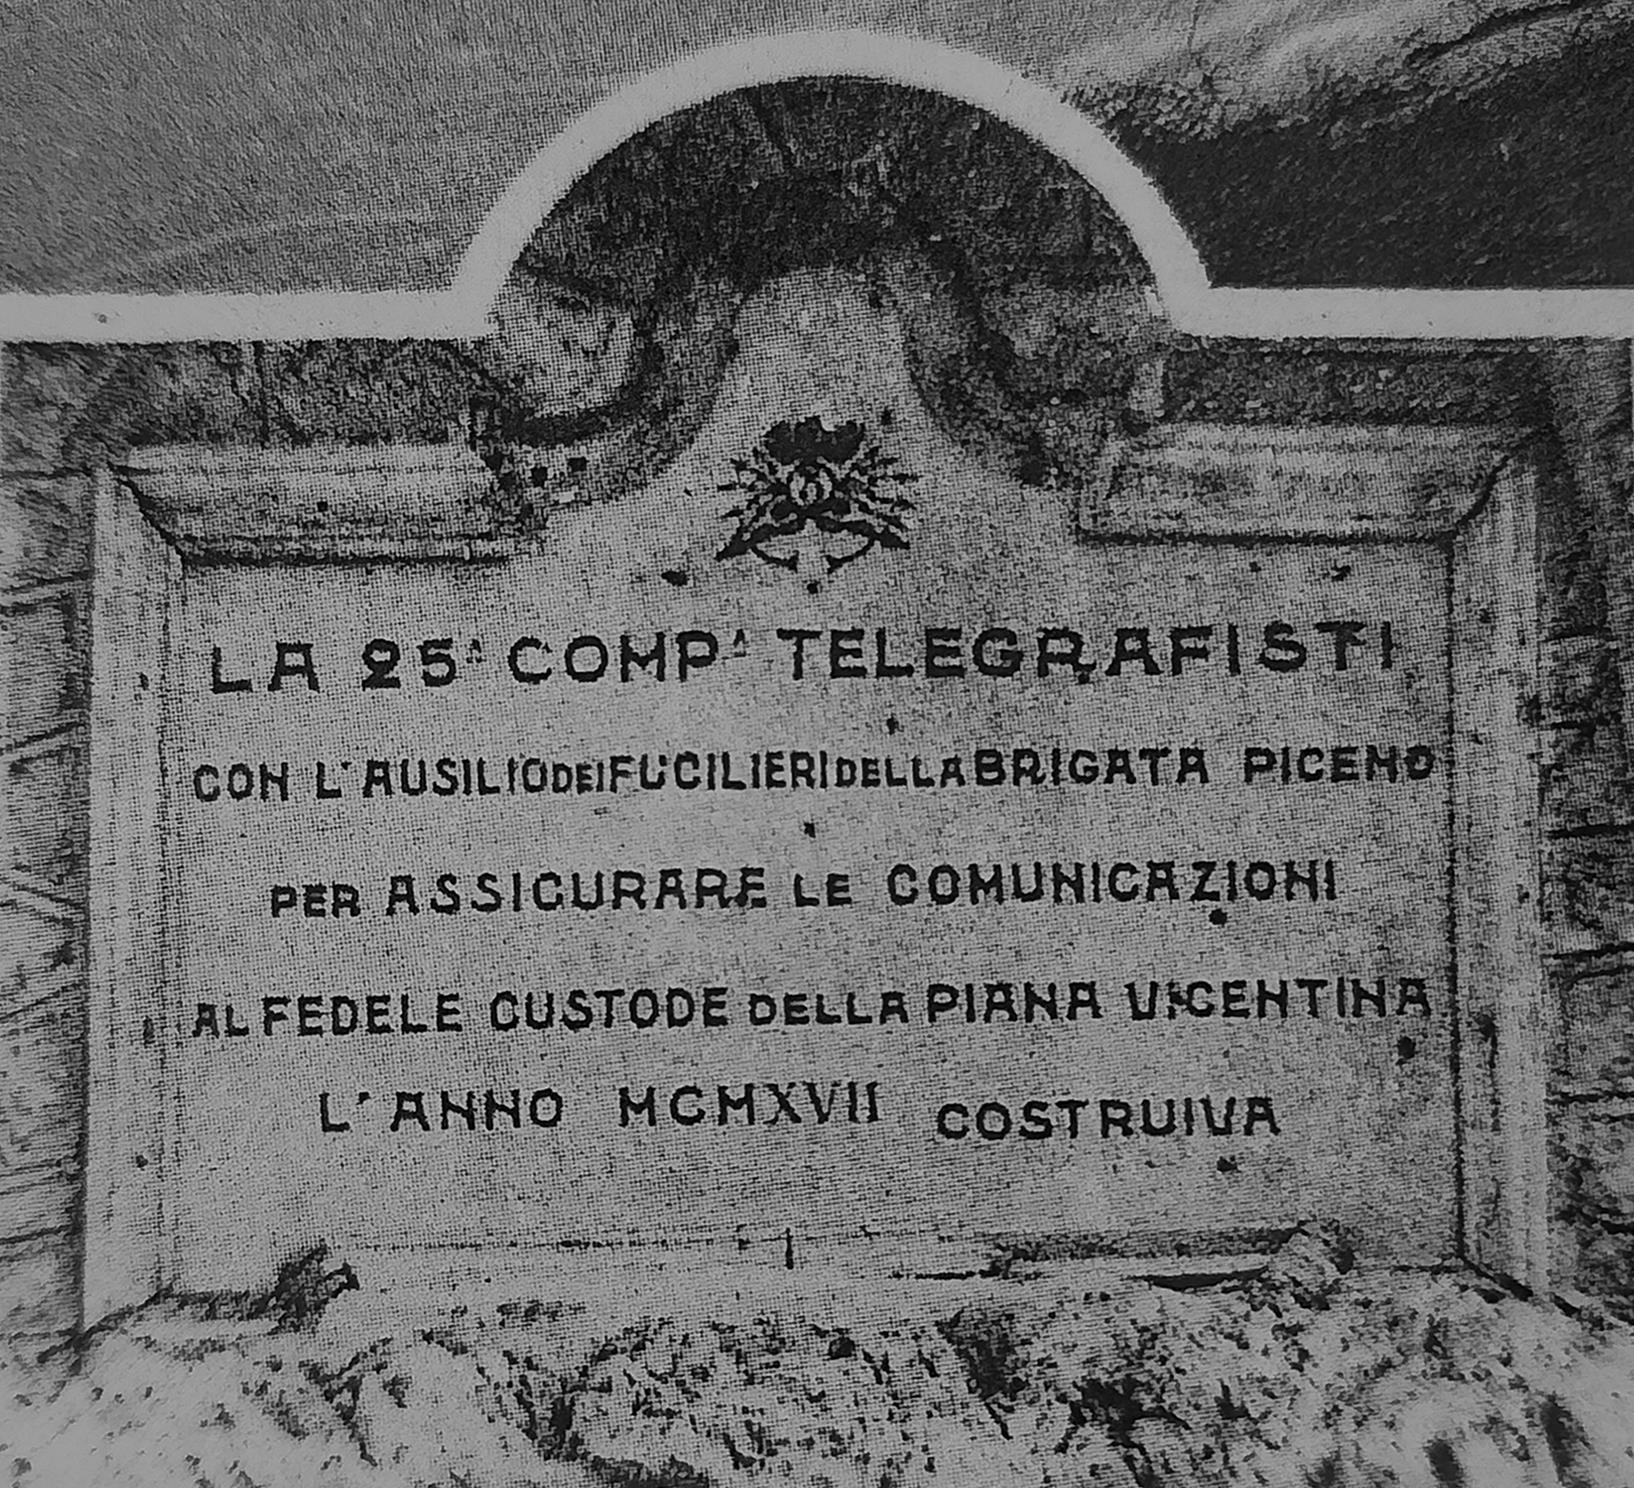 LA 25ᴬ COMPᴬ TELEGRAFISTI
CON L'AUSILIO DEI FUCILIERI DELLA BRIGATA PICENO
PER ASSICURARE LE COMUNICAZIONI
AL FEDELE CUSTODE DELLA PIANA VICENTINA
L'ANNO MCMXVII COSTRUIVA